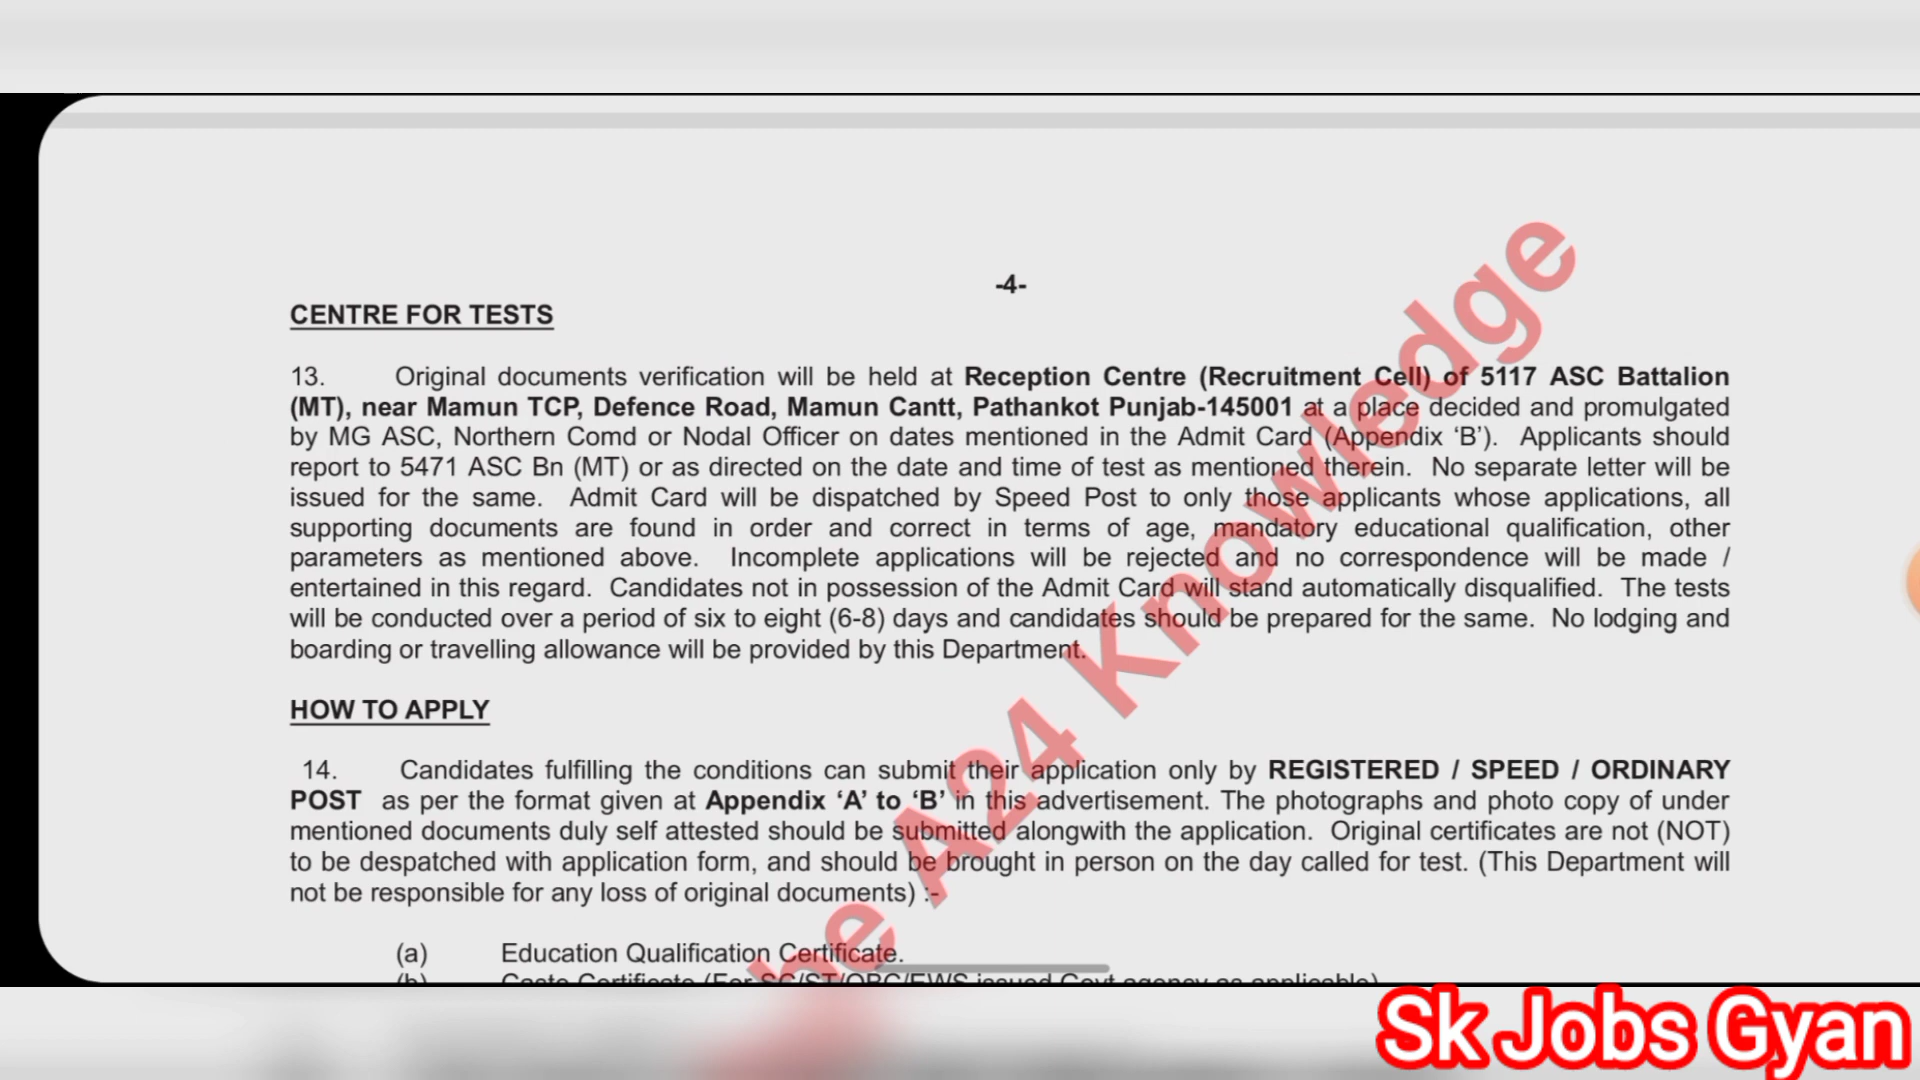 -4-
CENTRE FOR TESTS
13. Original documents verification will be held at Reception Centre (Recruitment Cell) of 5117 ASC Battalion
(MT), near Mamun TCP, Defence Road, Mamun Cantt, Pathankot Punjab-145001 at a place decided and promulgated
by MG ASC, Northern Comd or Nodal Officer on dates mentioned in the Admit Card (Appendix ‘B’). Applicants should
report to 5471 ASC Bn (MT) or as directed on the date and time of test as mentioned therein. No separate letter will be
issued for the same. Admit Card will be dispatched by Speed Post to only those applicants whose applications, all
supporting documents are found in order and correct in terms of age, mandatory educational qualification, other
parameters as mentioned above. Incomplete applications will be rejected and no correspondence will be made /
entertained in this regard. Candidates not in possession of the Admit Card will stand automatically disqualified. The tests
will be conducted over a period of six to eight (6-8) days and candidates should be prepared for the same. No lodging and
boarding or travelling allowance will be provided by this Department.
HOW TO APPLY
14. Candidates fulfilling the conditions can submit their application only by REGISTERED / SPEED / ORDINARY
POST as per the format given at Appendix ‘A’ to ‘B’ in this advertisement. The photographs and photo copy of under
mentioned documents duly self attested should be submitted alongwith the application. Original certificates are not (NOT)
to be despatched with application form, and should be brought in person on the day called for test. (This Department will
not be responsible for any loss of original documents) :-
(a) Education Qualification Certificate.
(b) Caste Certificate (For SC/ST/OBC/EWS issued Govt agency as applicable)
be A24 Knowledge
Sk Jobs Gyan